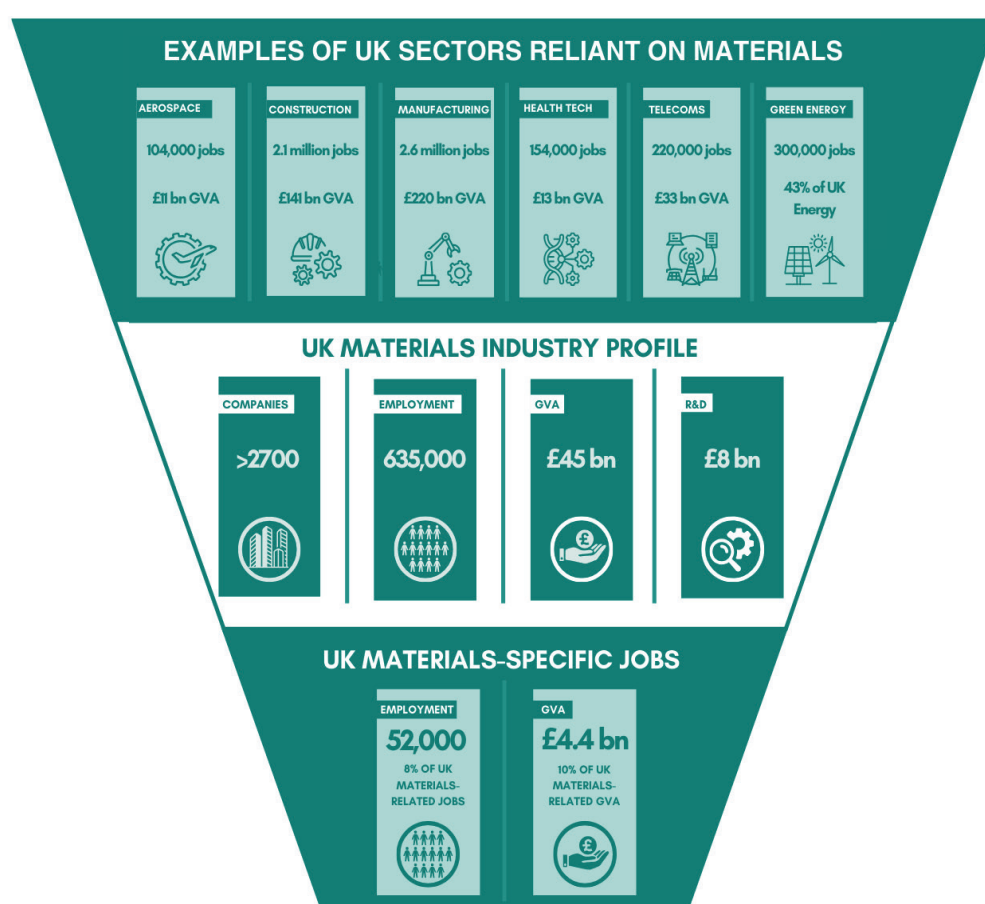 EXAMPLES OF UK SECTORS RELIANT ON MATERIALS
AEROSPACE
104,000 jobs
£11 bn GVA
CONSTRUCTION
2.1 million jobs
£141 bn GVA
MANUFACTURING
2.6 million jobs
£220 bn GVA
HEALTH TECH
154,000 jobs
£13 bn GVA
TELECOMS
220,000 jobs
£33 bn GVA
GREEN ENERGY
300,000 jobs
43% of UK
Energy
UK MATERIALS INDUSTRY PROFILE
COMPANIES
>2700
EMPLOYMENT
635,000
GVA
£45 bn
£
R&D
£8 bn
UK MATERIALS-SPECIFIC JOBS
EMPLOYMENT
52,000
8% OF UK
MATERIALS-
RELATED JOBS
GVA
£4.4 bn
10% OF UK
MATERIALS-
RELATED GVA
£